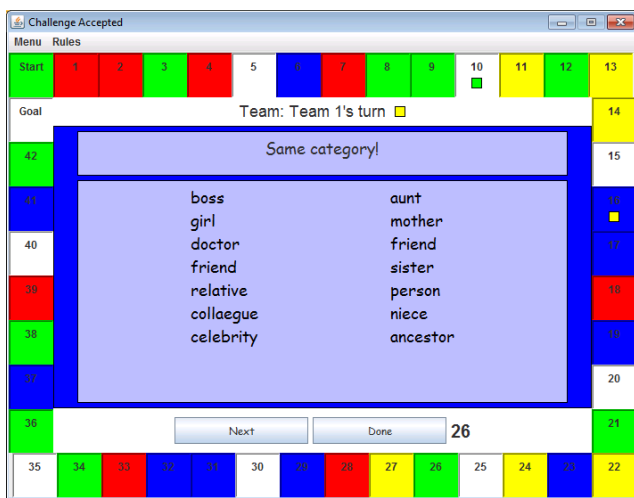 Challenge Accepted
Menu Rules
Start 1 2 3 4 5 6 7 8 9 10 11 12 13
Goal Team: Team 1's turn 14
Same category!
42 15
boss aunt
41 girl mother 16
doctor friend
40 17
friend sister
39 relative person 18
collaegue niece
38 celebrity ancestor 19
37 20
36 Next Done 26 21
35 34 33 32 31 30 29 28 27 26 25 24 23 22